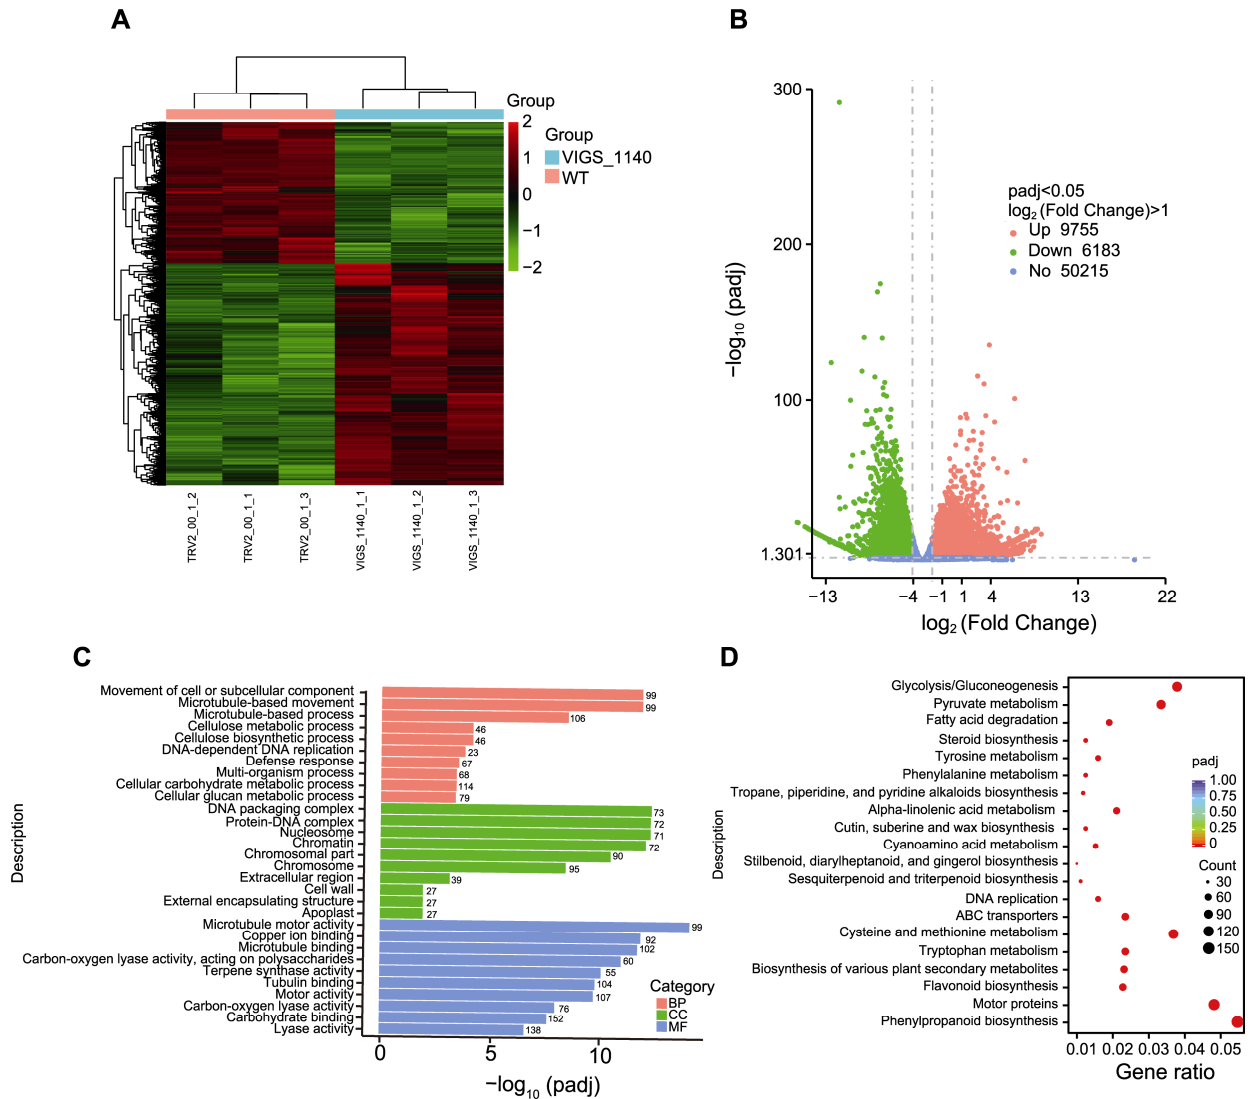 A
Group
2
1
0
−1
−2
Group
VIGS_1140
WT
TRV2_00_1_2
TRV2_00_1_1
TRV2_00_1_3
VIGS_1140_1_1
VIGS_1140_1_2
VIGS_1140_1_3
B
300
200
100
1.301
−log10 (padj)
padj<0.05
log2 (Fold Change)>1
Up 9755
Down 6183
No 50215
−13
−4
−1
1
4
13
22
log2 (Fold Change)
C
Description
Movement of cell or subcellular component 99
Microtubule-based movement 99
Microtubule-based process 106
Cellulose metabolic process 46
Cellulose biosynthetic process 46
DNA-dependent DNA replication 23
Defense response 67
Multi-organism process 68
Cellular carbohydrate metabolic process 114
Cellular glucan metabolic process 79
DNA packaging complex 73
Protein-DNA complex 72
Nucleosome 71
Chromatin 72
Chromosomal part 90
Chromosome 95
Extracellular region 39
Cell wall 27
External encapsulating structure 27
Apoplast 27
Microtubule motor activity 99
Copper ion binding 92
Microtubule binding 102
Carbon-oxygen lyase activity, acting on polysaccharides 60
Terpene synthase activity 55
Tubulin binding 104
Motor activity 107
Carbon-oxygen lyase activity 76
Carbohydrate binding 152
Lyase activity 138
Category
BP
CC
MF
0
5
10
−log10 (padj)
D
Description
Glycolysis/Gluconeogenesis
Pyruvate metabolism
Fatty acid degradation
Steroid biosynthesis
Tyrosine metabolism
Phenylalanine metabolism
Tropane, piperidine, and pyridine alkaloids biosynthesis
Alpha-linolenic acid metabolism
Cutin, suberine and wax biosynthesis
Cyanoamino acid metabolism
Stilbenoid, diarylheptanoid, and gingerol biosynthesis
Sesquiterpenoid and triterpenoid biosynthesis
DNA replication
ABC transporters
Cysteine and methionine metabolism
Tryptophan metabolism
Biosynthesis of various plant secondary metabolites
Flavonoid biosynthesis
Motor proteins
Phenylpropanoid biosynthesis
padj
1.00
0.75
0.50
0.25
0
Count
30
60
90
120
150
0.01
0.02
0.03
0.04
0.05
Gene ratio